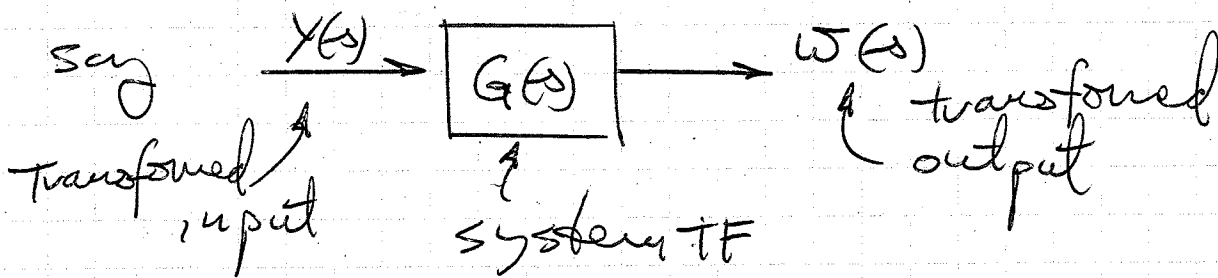 say Y(s) G(s) W(s)
transformed input
system TF
transformed output